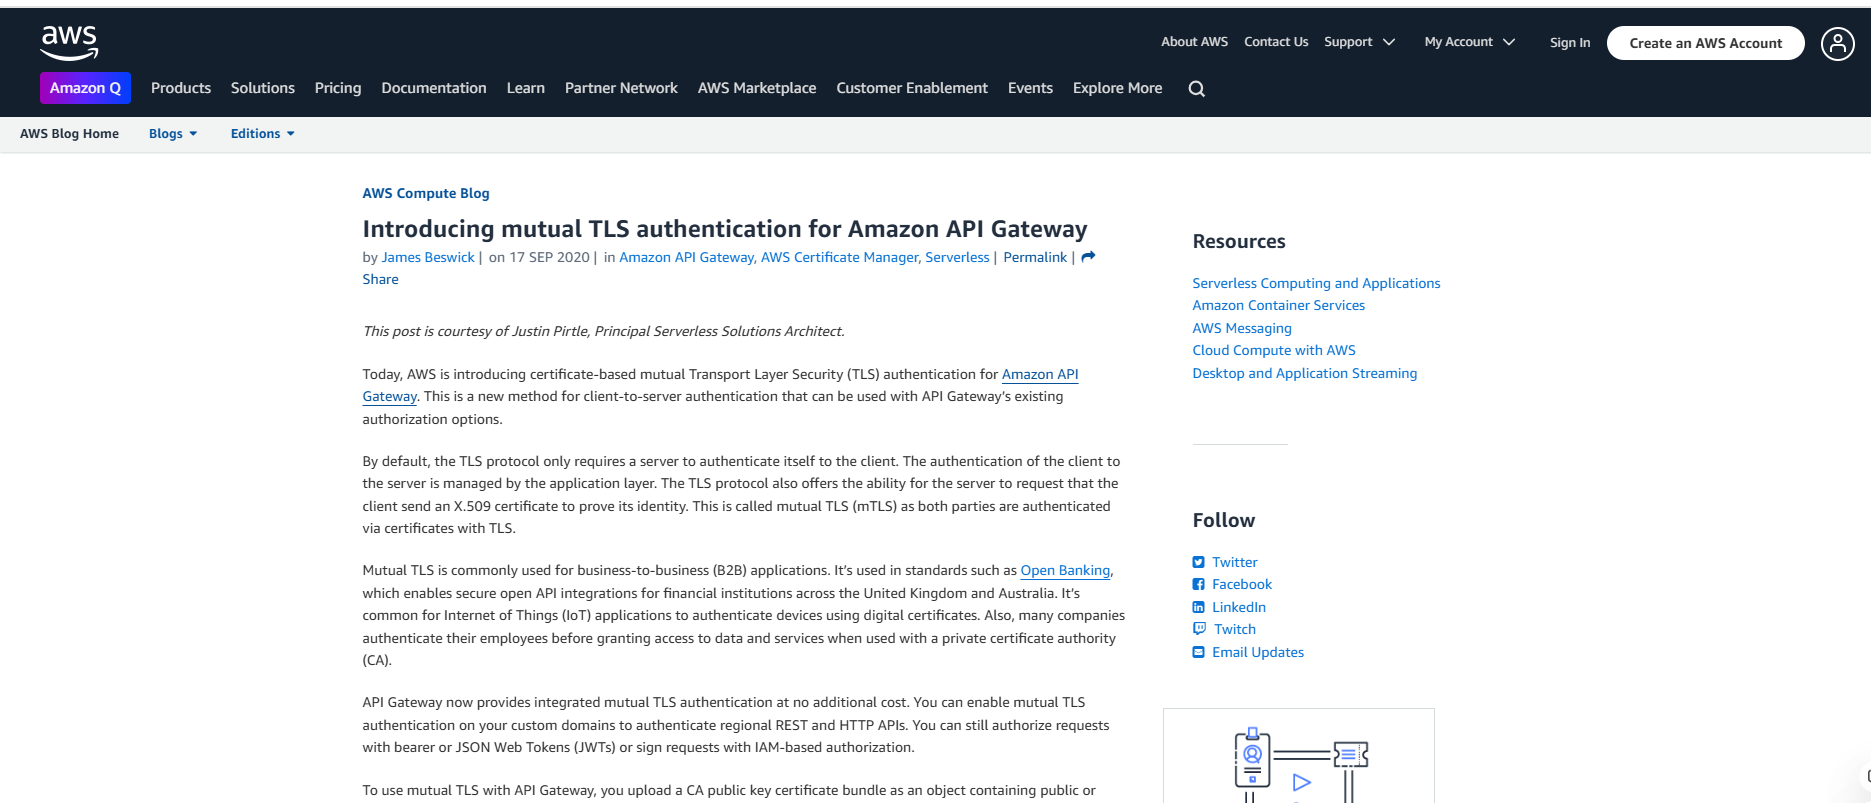 aws
About AWS Contact Us Support My Account Sign In Create an AWS Account
Amazon Q Products Solutions Pricing Documentation Learn Partner Network AWS Marketplace Customer Enablement Events Explore More
AWS Blog Home Blogs Editions
AWS Compute Blog
Introducing mutual TLS authentication for Amazon API Gateway
by James Beswick | on 17 SEP 2020 | in Amazon API Gateway, AWS Certificate Manager, Serverless | Permalink |
Share
This post is courtesy of Justin Pirtle, Principal Serverless Solutions Architect.
Today, AWS is introducing certificate-based mutual Transport Layer Security (TLS) authentication for Amazon API
Gateway. This is a new method for client-to-server authentication that can be used with API Gateway’s existing
authorization options.
By default, the TLS protocol only requires a server to authenticate itself to the client. The authentication of the client to
the server is managed by the application layer. The TLS protocol also offers the ability for the server to request that the
client send an X.509 certificate to prove its identity. This is called mutual TLS (mTLS) as both parties are authenticated
via certificates with TLS.
Mutual TLS is commonly used for business-to-business (B2B) applications. It’s used in standards such as Open Banking,
which enables secure open API integrations for financial institutions across the United Kingdom and Australia. It’s
common for Internet of Things (IoT) applications to authenticate devices using digital certificates. Also, many companies
authenticate their employees before granting access to data and services when used with a private certificate authority
(CA).
API Gateway now provides integrated mutual TLS authentication at no additional cost. You can enable mutual TLS
authentication on your custom domains to authenticate regional REST and HTTP APIs. You can still authorize requests
with bearer or JSON Web Tokens (JWTs) or sign requests with IAM-based authorization.
To use mutual TLS with API Gateway, you upload a CA public key certificate bundle as an object containing public or
Resources
Serverless Computing and Applications
Amazon Container Services
AWS Messaging
Cloud Compute with AWS
Desktop and Application Streaming
Follow
Twitter
Facebook
LinkedIn
Twitch
Email Updates